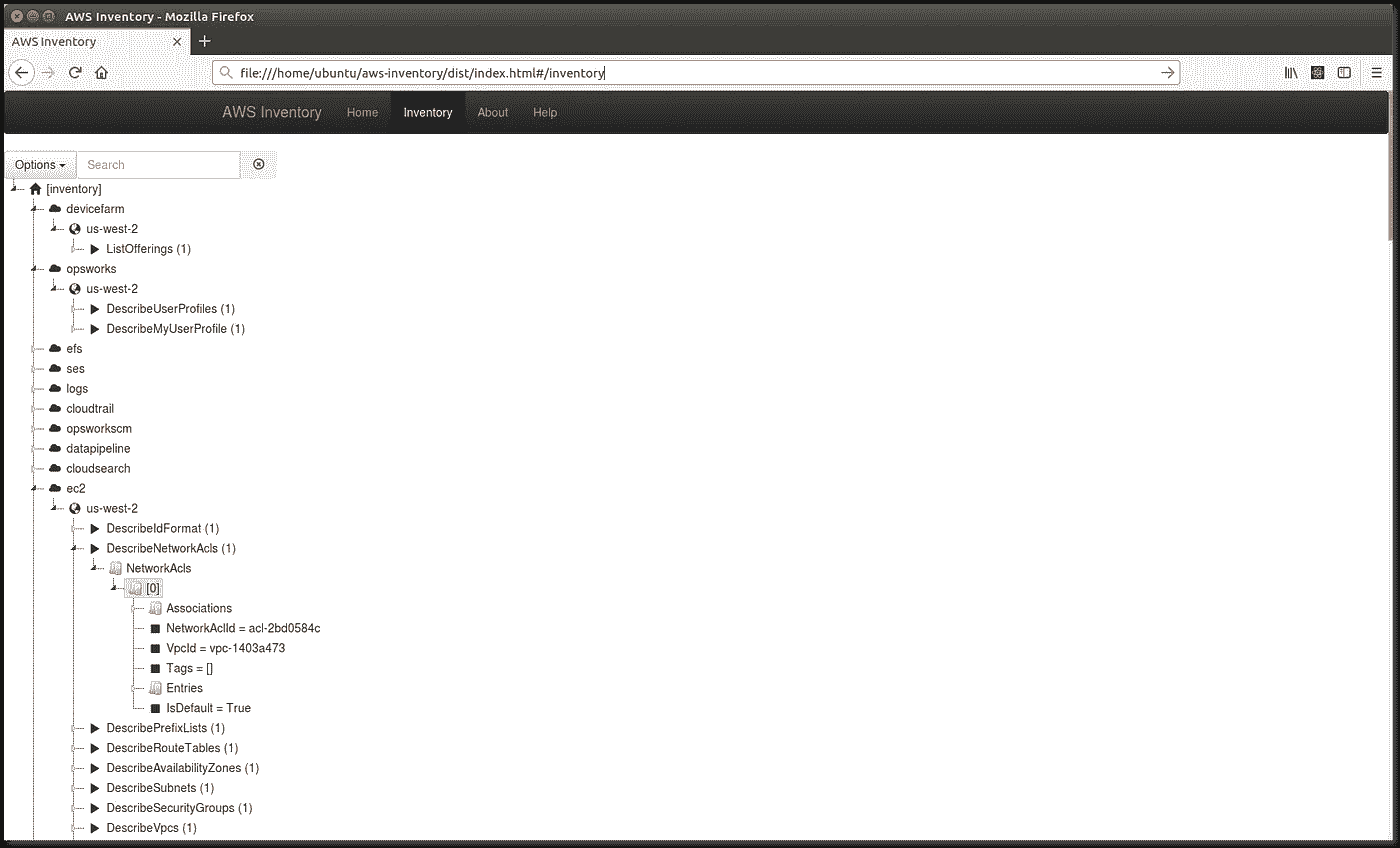 AWS Inventory - Mozilla Firefox
AWS Inventory
file:///home/ubuntu/aws-inventory/dist/index.html#/inventory
AWS Inventory Home Inventory About Help
Options Search
[inventory]
devicefarm
us-west-2
ListOfferings (1)
opsworks
us-west-2
DescribeUserProfiles (1)
DescribeMyUserProfile (1)
efs
ses
logs
cloudtrail
opsworkscm
datapipeline
cloudsearch
ec2
us-west-2
DescribeIdFormat (1)
DescribeNetworkAcls (1)
NetworkAcls
[0]
Associations
NetworkAclId = acl-2bd0584c
VpcId = vpc-1403a473
Tags = []
Entries
IsDefault = True
DescribePrefixLists (1)
DescribeRouteTables (1)
DescribeAvailabilityZones (1)
DescribeSubnets (1)
DescribeSecurityGroups (1)
DescribeVpcs (1)